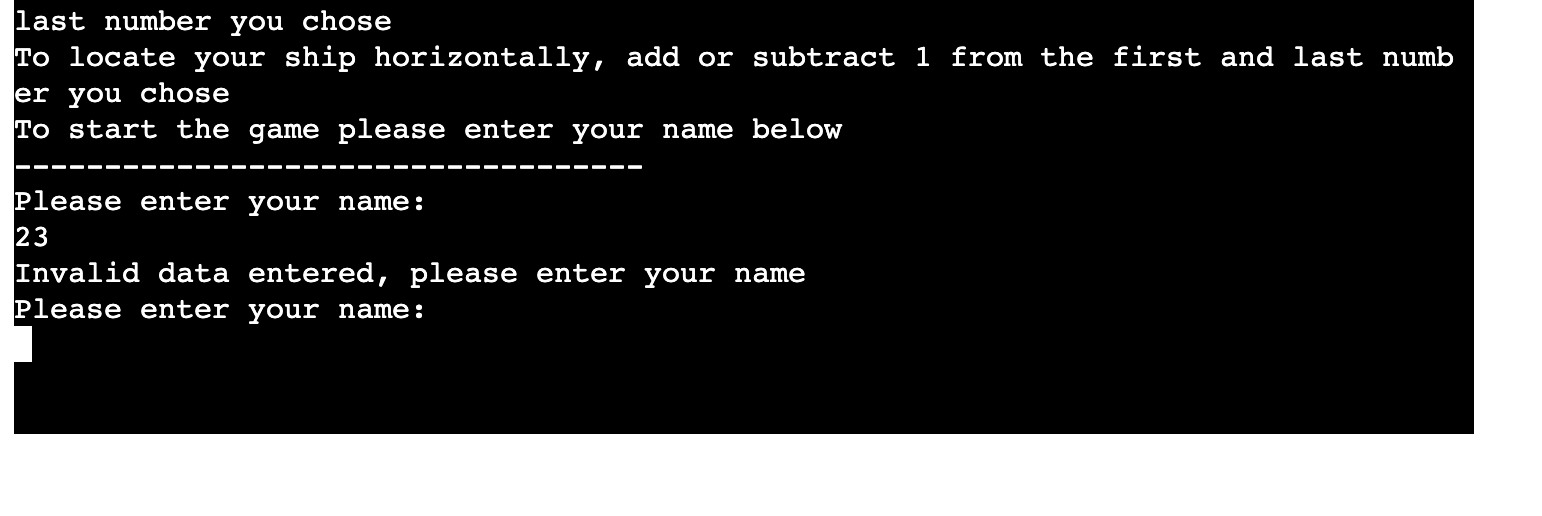 last number you chose
To locate your ship horizontally, add or subtract 1 from the first and last numb
er you chose
To start the game please enter your name below
-----------------------------------
Please enter your name:
23
Invalid data entered, please enter your name
Please enter your name: